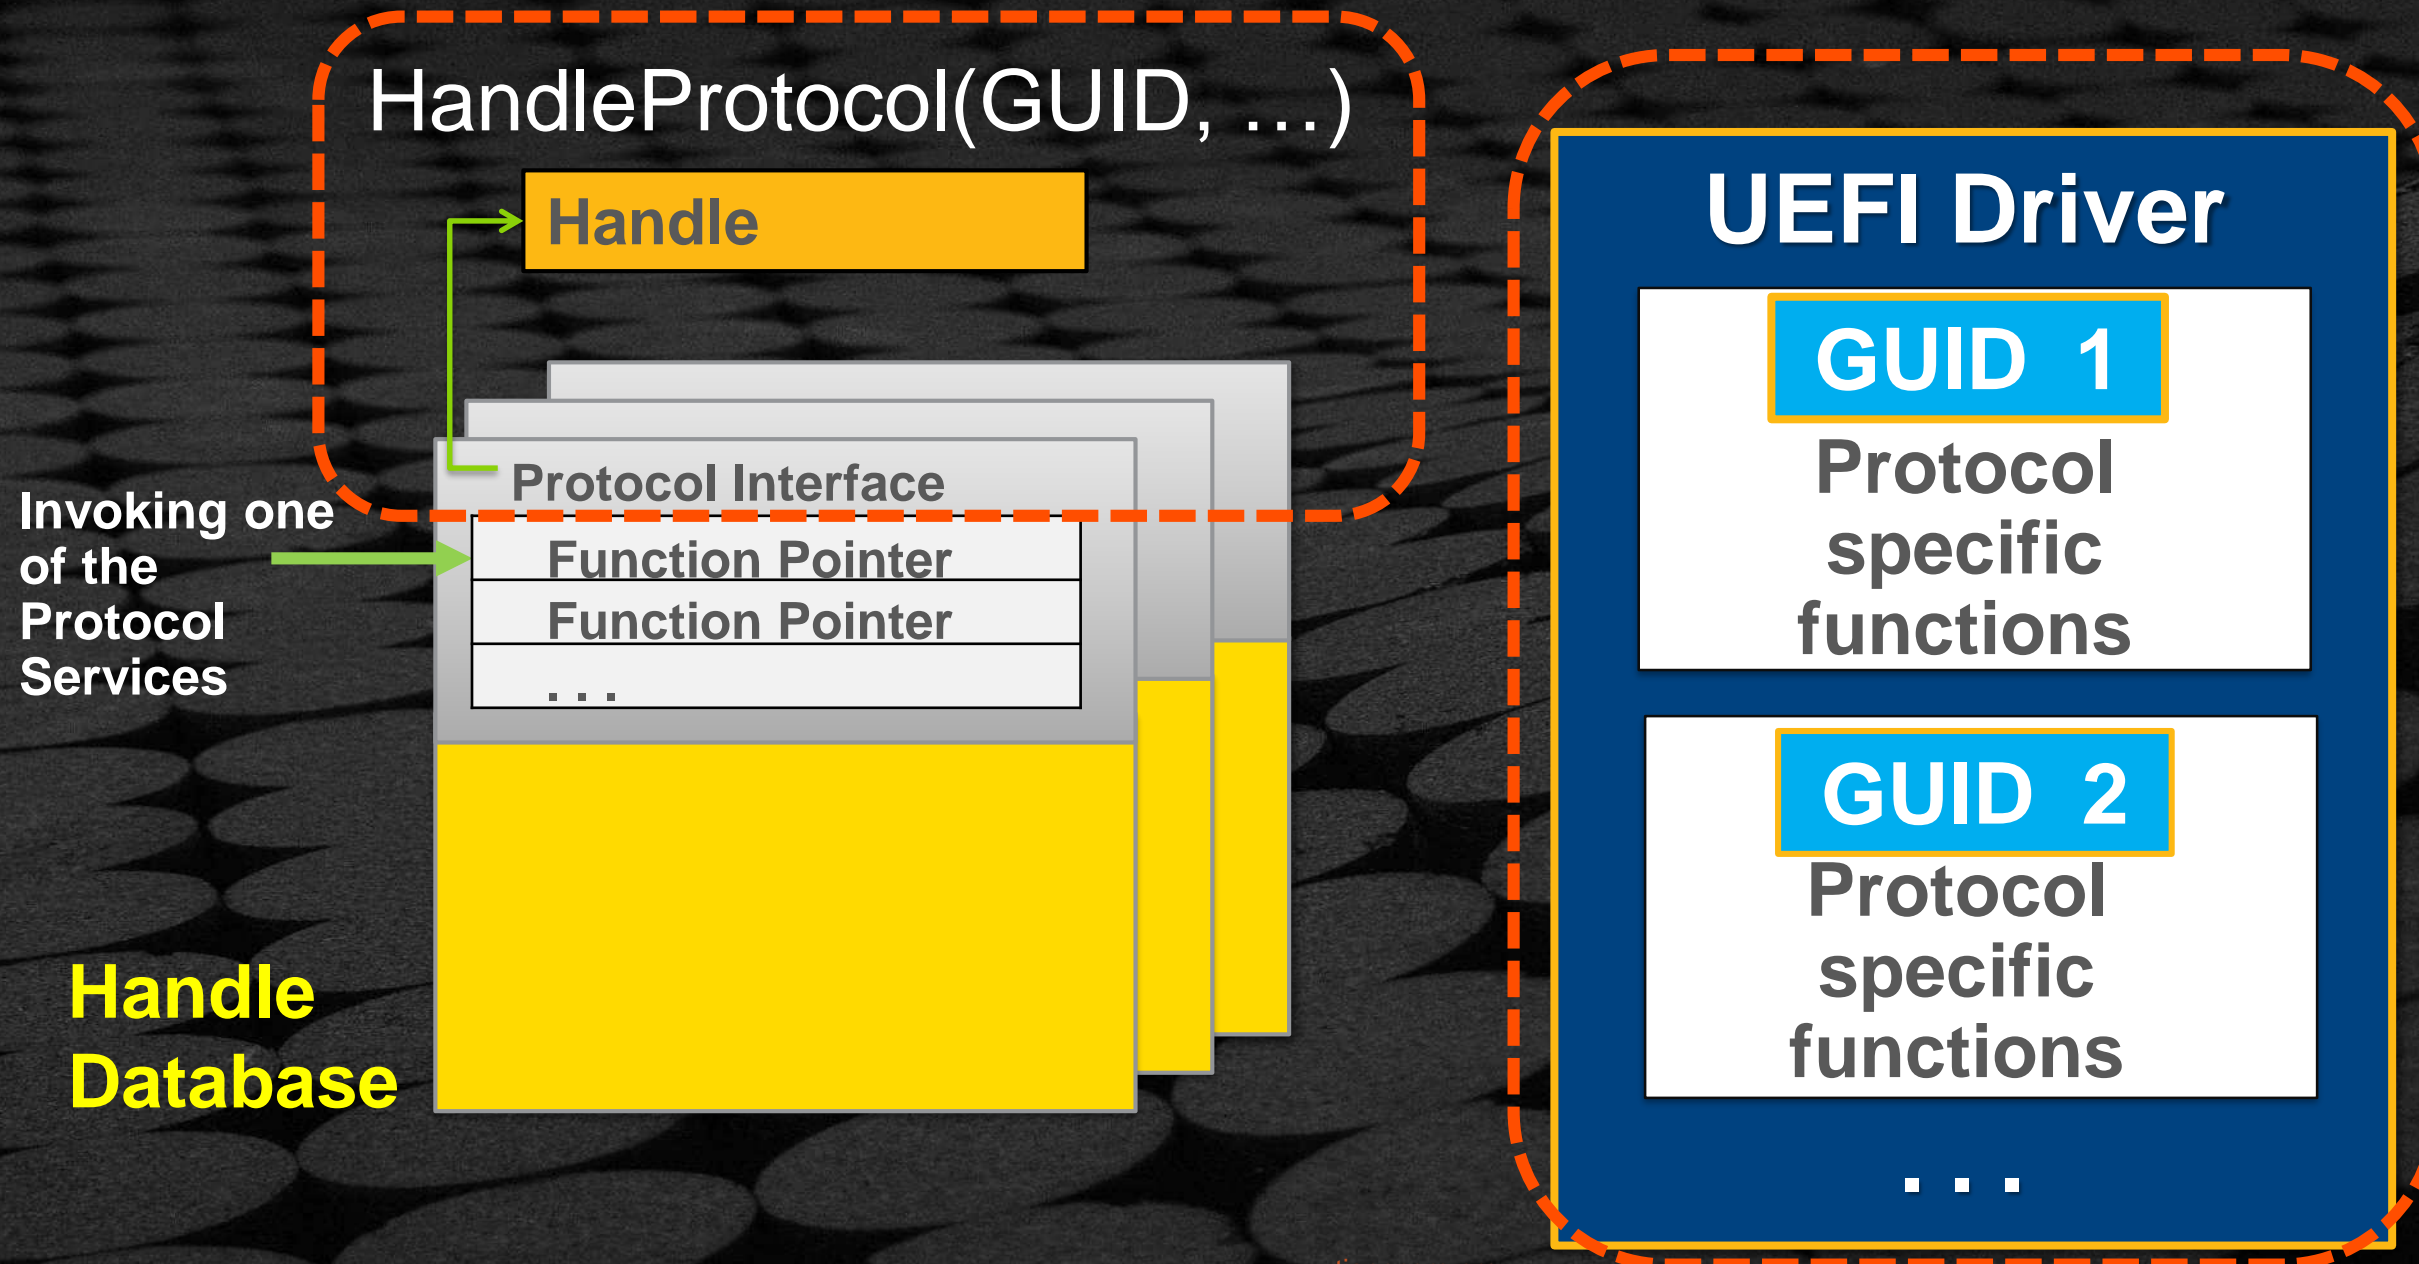 HandleProtocol(GUID, …)
Handle
Protocol Interface
Function Pointer
Function Pointer
. . .
Invoking one
of the
Protocol
Services
Handle
Database
UEFI Driver
GUID 1
Protocol
specific
functions
GUID 2
Protocol
specific
functions
. . .